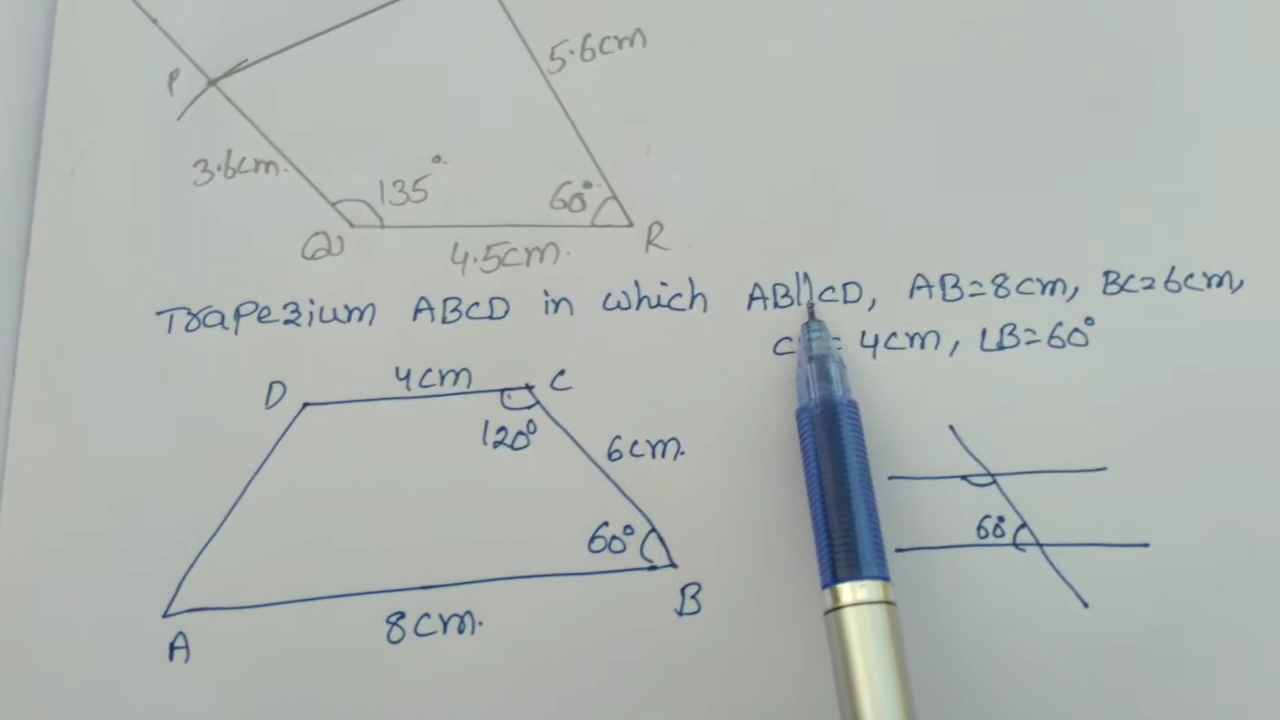 5.6cm
P
3.6cm.
135°
60°
Q
4.5cm.
R
Trapezium ABCD in which AB||CD, AB=8cm, BC=6cm,
= 4cm, ∠B=60°
D
4cm
C
120°
6cm.
60°
60°
A
8cm.
B